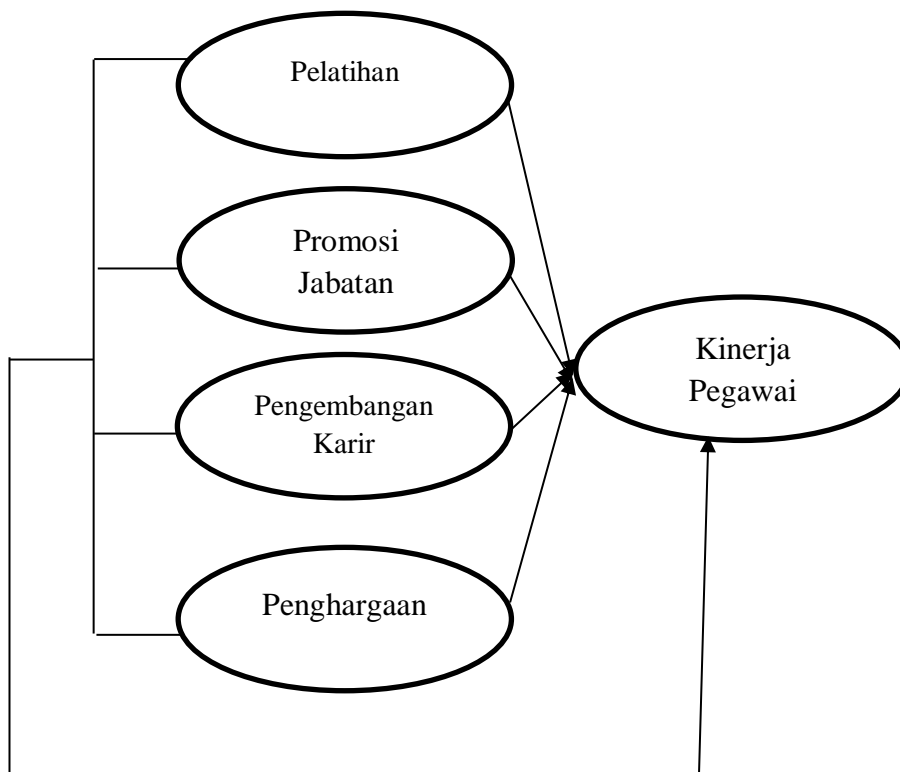 Pelatihan
Promosi
Jabatan
Pengembangan
Karir
Penghargaan
Kinerja
Pegawai